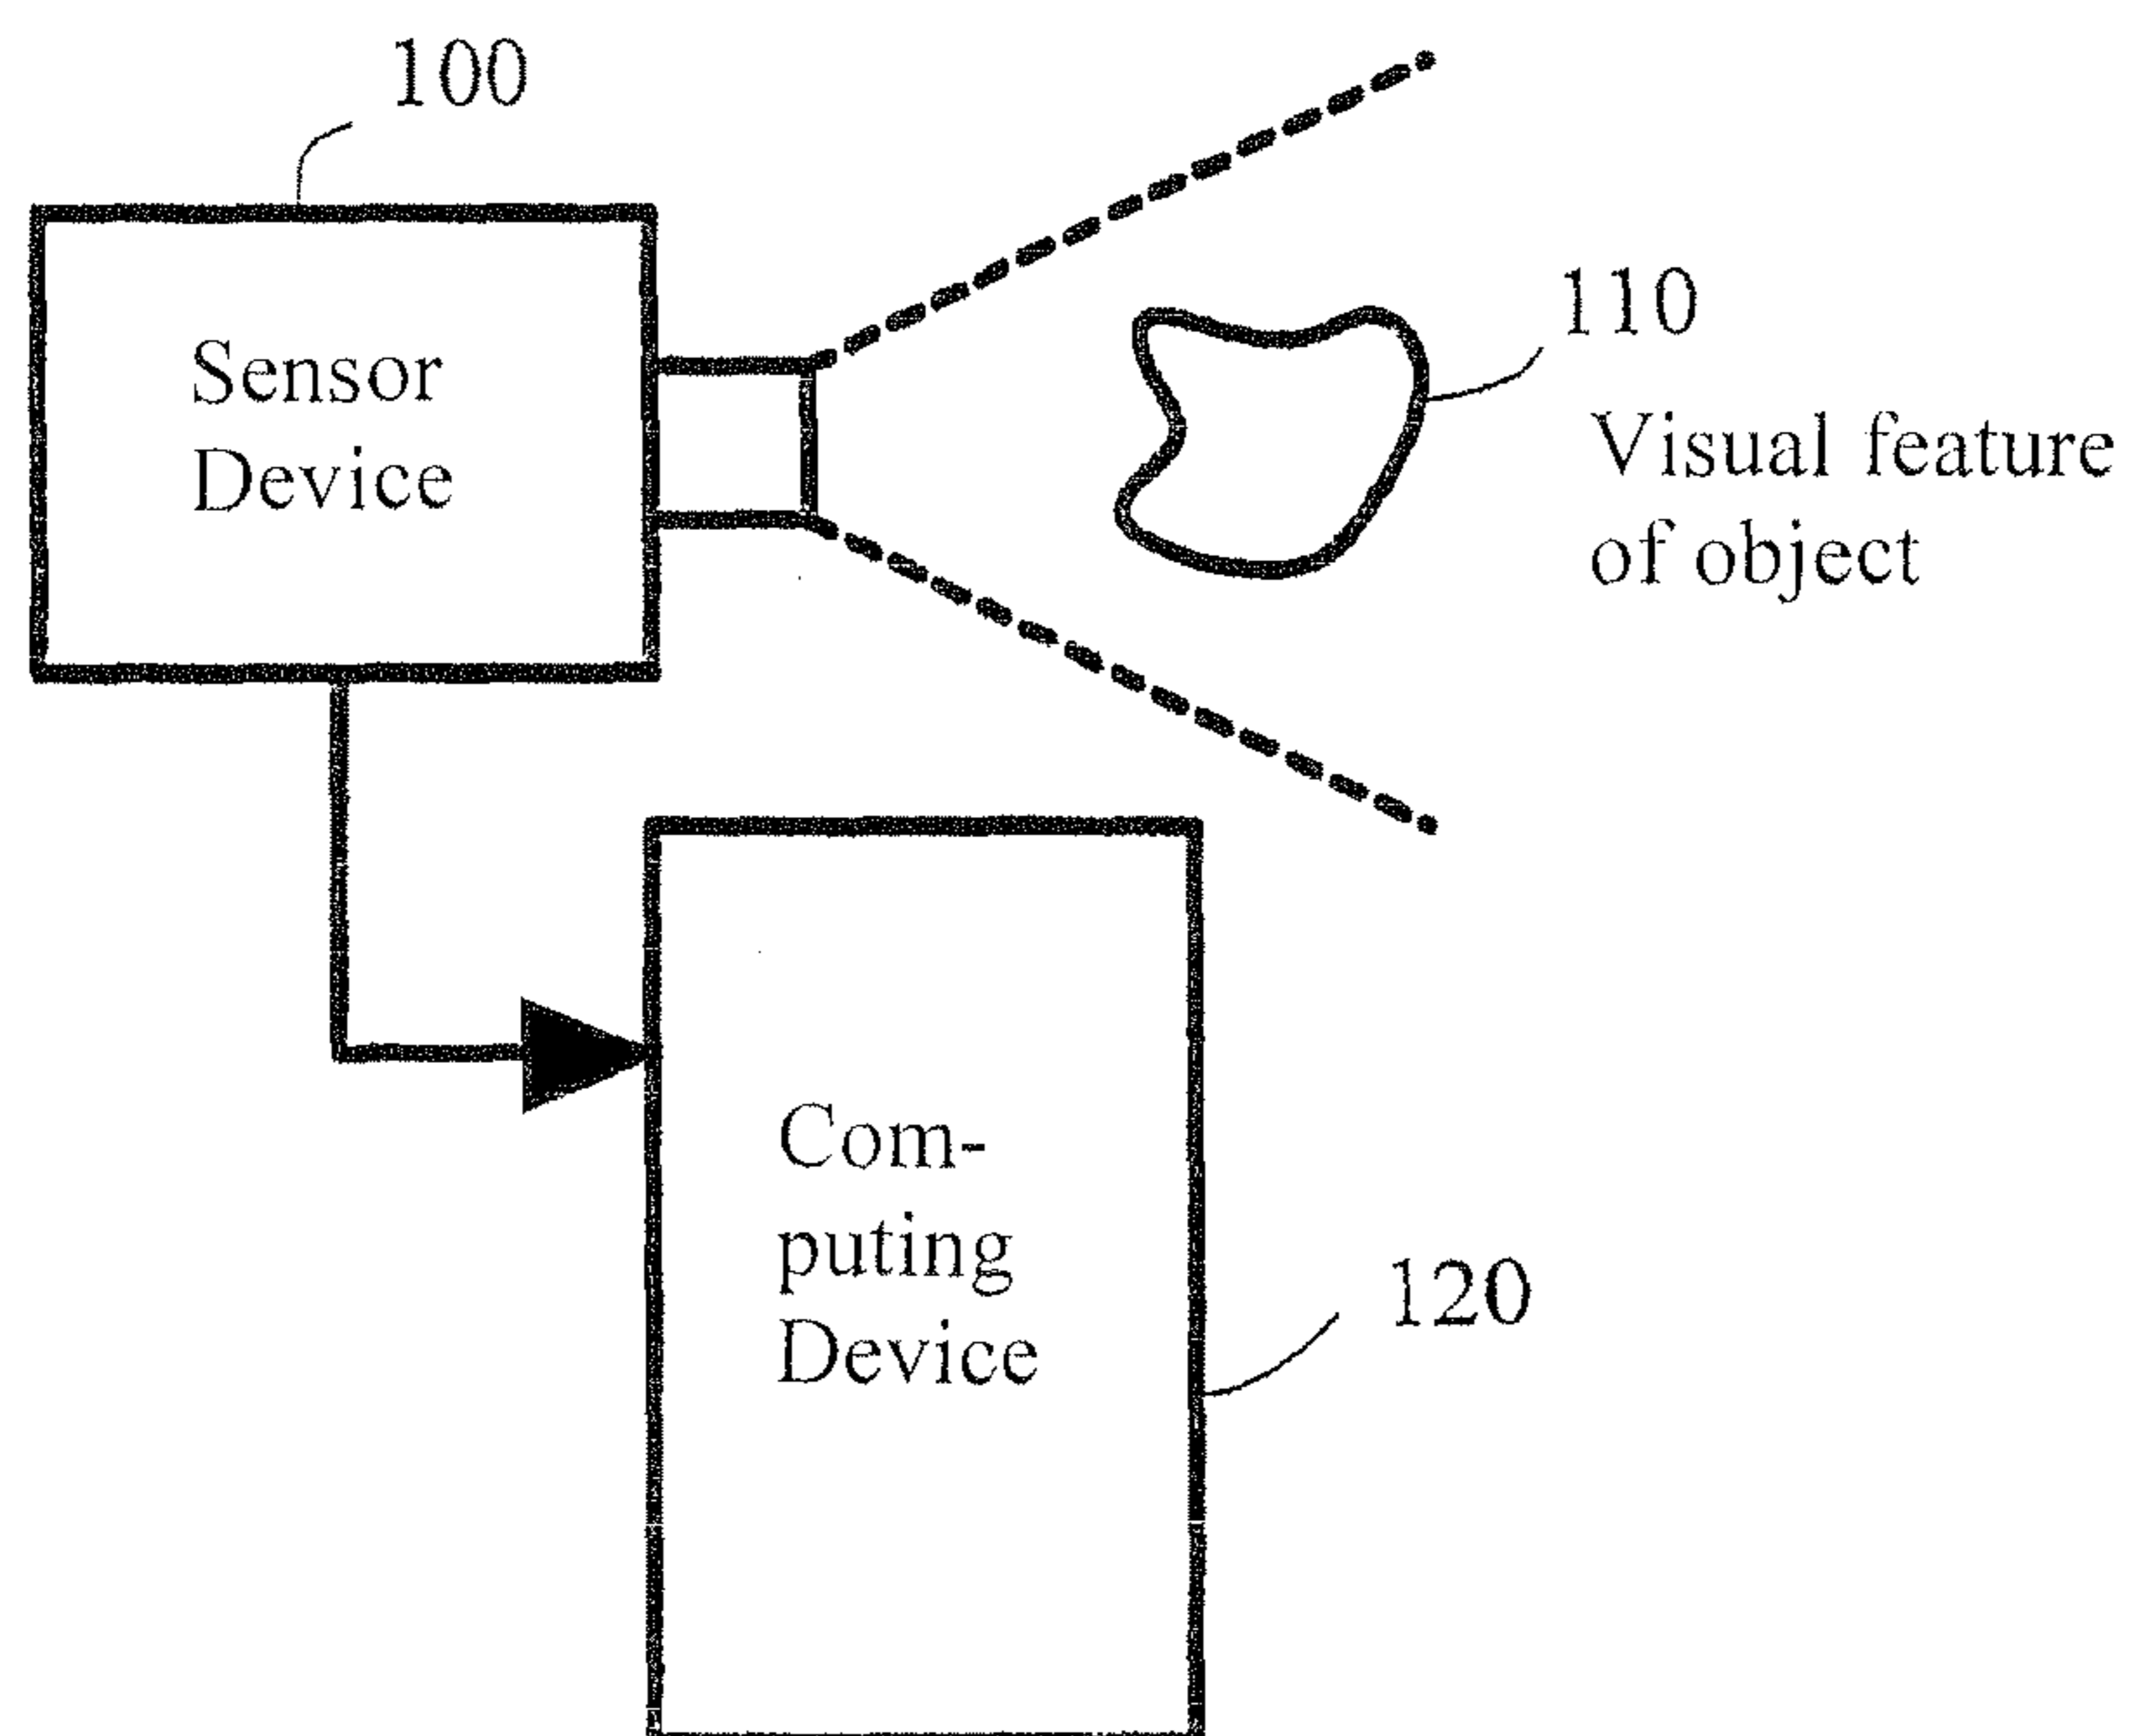 100
Sensor
Device
110
Visual feature
of object
Com-
puting
Device
120